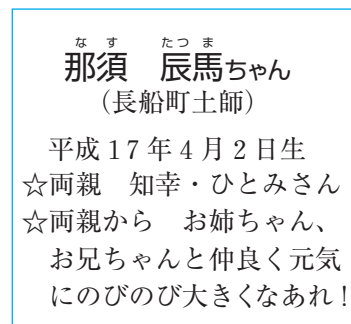 なす たつま
那須 辰馬ちゃん
(長船町土師)
平成17年4月2日生
☆両親 知幸・ひとみさん
☆両親から お姉ちゃん、
お兄ちゃんと仲良く元気
にのびのび大きくなあれ!